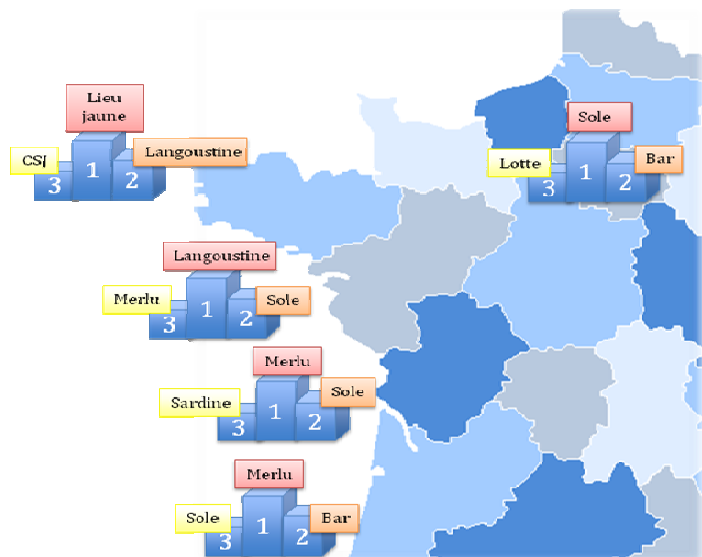 Lieu
jaune
CSJ
Langoustine
3 1 2
Sole
Lotte
Bar
3 1 2
Langoustine
Merlu
Sole
3 1 2
Merlu
Sardine
Sole
3 1 2
Merlu
Sole
Bar
3 1 2